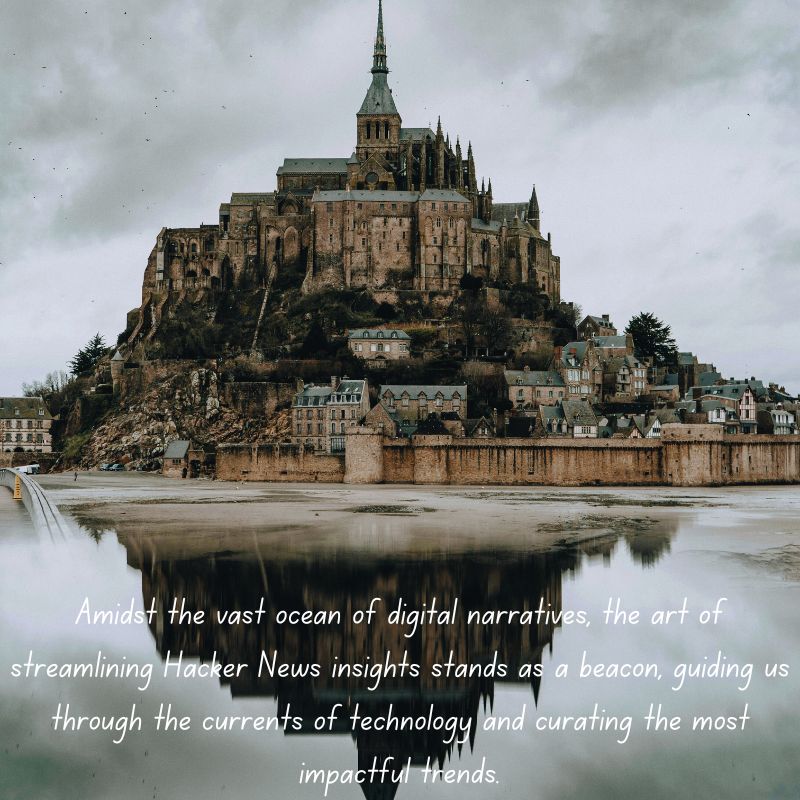 Amidst the vast ocean of digital narratives, the art of
streamlining Hacker News insights stands as a beacon, guiding us
through the currents of technology and curating the most
impactful trends.